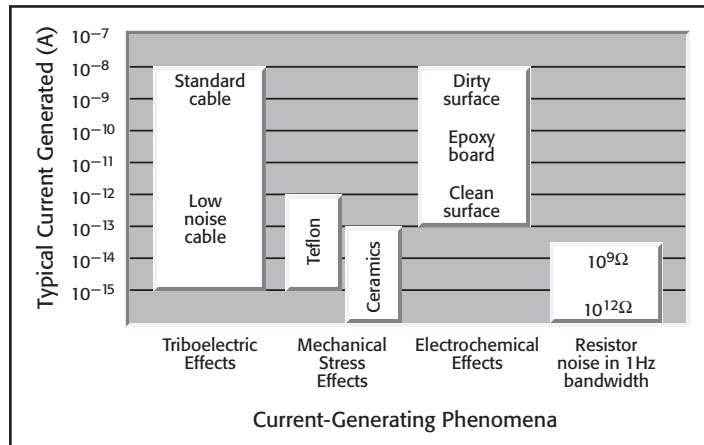 Typical Current Generated (A)
10⁻⁷
10⁻⁸
10⁻⁹
10⁻¹⁰
10⁻¹¹
10⁻¹²
10⁻¹³
10⁻¹⁴
10⁻¹⁵
Standard
cable
Low
noise
cable
Teflon
Ceramics
Dirty
surface
Epoxy
board
Clean
surface
10⁹Ω
10¹²Ω
Triboelectric
Effects
Mechanical
Stress
Effects
Electrochemical
Effects
Resistor
noise in 1Hz
bandwidth
Current-Generating Phenomena